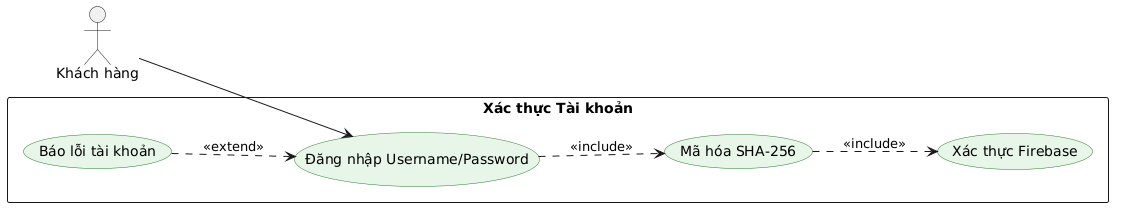 Khách hàng
Xác thực Tài khoản
Báo lỗi tài khoản
«extend»
Đăng nhập Username/Password
«include»
Mã hóa SHA-256
«include»
Xác thực Firebase